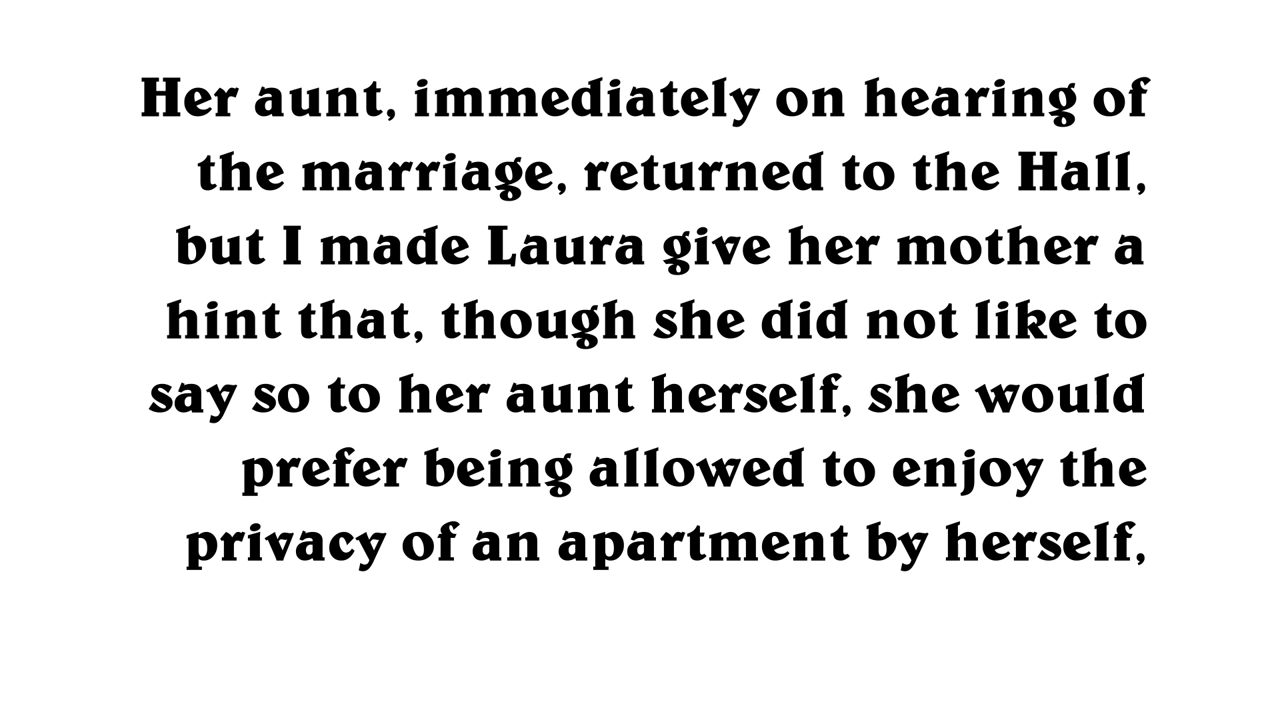 Her aunt, immediately on hearing of
the marriage, returned to the Hall,
but I made Laura give her mother a
hint that, though she did not like to
say so to her aunt herself, she would
prefer being allowed to enjoy the
privacy of an apartment by herself,